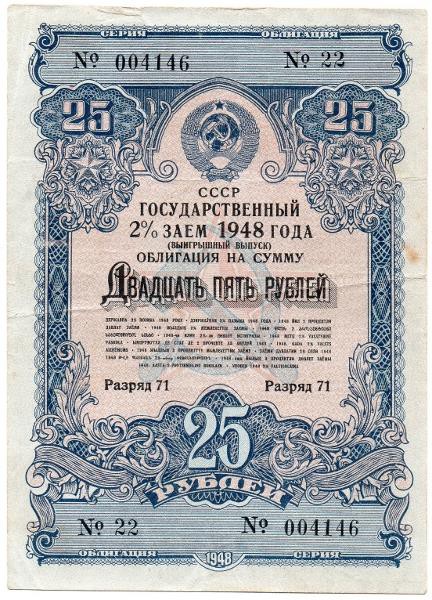 СЕРИЯ ОБЛИГАЦИЯ
№ 004146 № 22
25 25
СССР
ГОСУДАРСТВЕННЫЙ
2% ЗАЕМ 1948 ГОДА
(ВЫИГРЫШНЫЙ ВЫПУСК)
ОБЛИГАЦИЯ НА СУММУ
ДВАДЦАТЬ ПЯТЬ РУБЛЕЙ
Разряд 71 Разряд 71
25
РУБЛЕЙ
№ 22 № 004146
ОБЛИГАЦИЯ 1948 СЕРИЯ